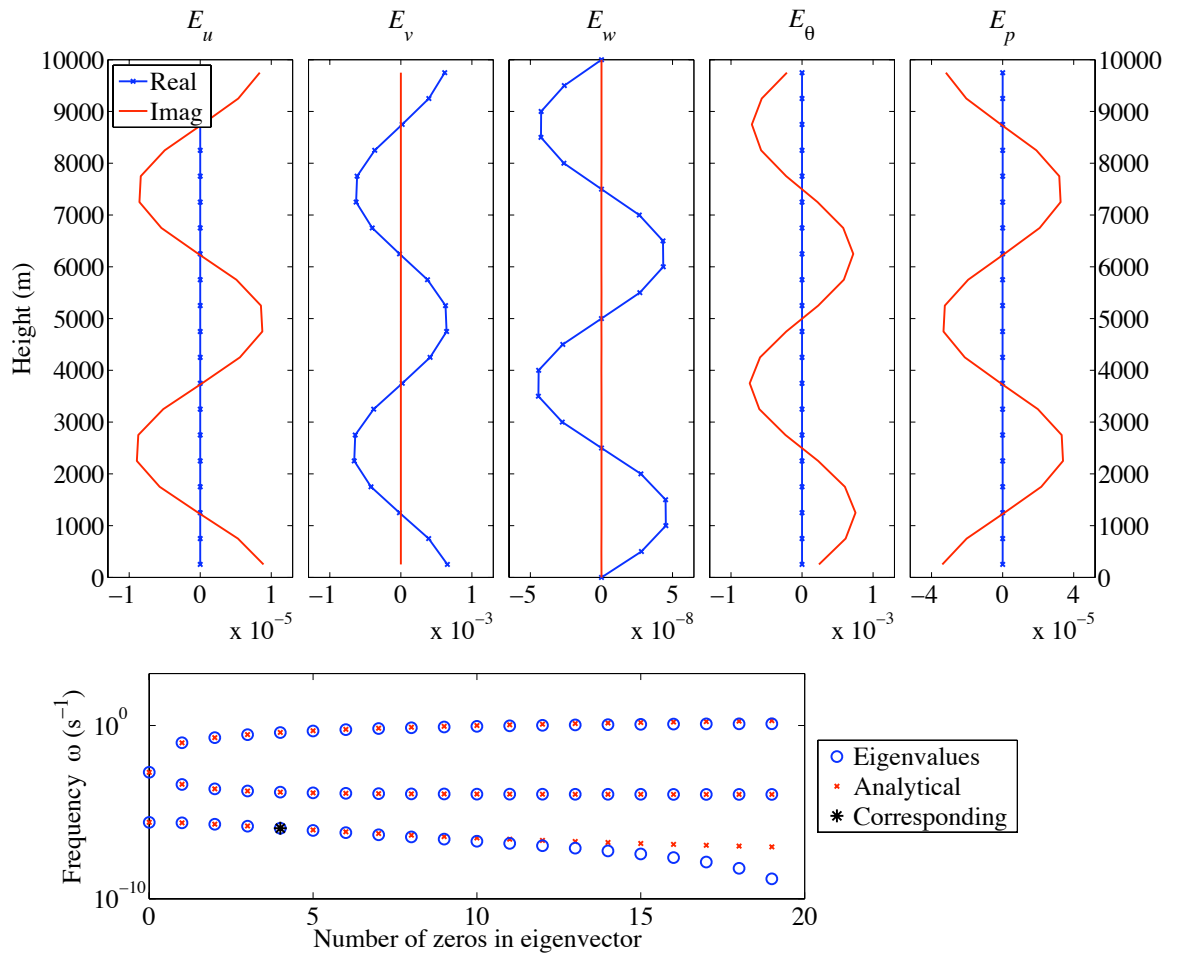 E_u E_v E_w E_θ E_p
10000 10000
Real
Imag
9000 9000
8000 8000
7000 7000
6000 6000
Height (m)
5000 5000
4000 4000
3000 3000
2000 2000
1000 1000
0 0
−1 0 1 −1 0 1 −5 0 5 −1 0 1 −4 0 4
x 10^−5 x 10^−3 x 10^−8 x 10^−3 x 10^−5
Frequency ω (s^−1)
10^0
10^−10
0 5 10 15 20
Number of zeros in eigenvector
Eigenvalues
Analytical
Corresponding